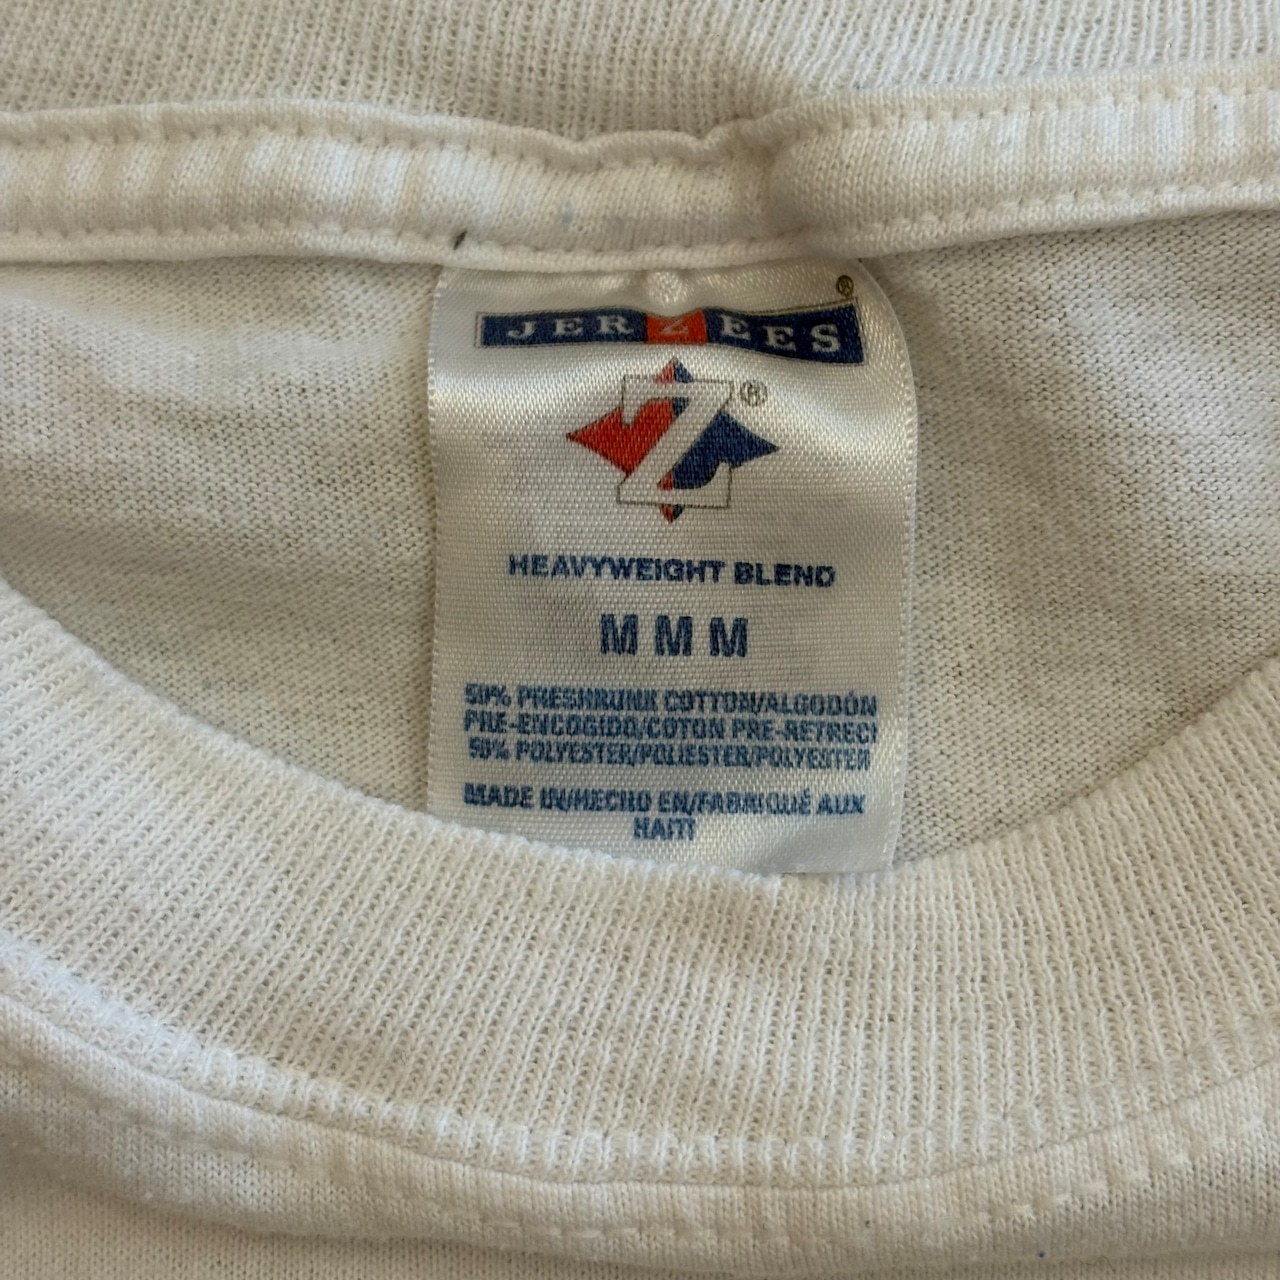 JERZEES®
Z®
HEAVYWEIGHT BLEND
M M M
50% PRESHRUNK COTTON/ALGODÓN
PRE-ENCOGIDO/COTON PRE-RETRECI
50% POLYESTER/POLIESTER/POLYESTER
MADE IN/HECHO EN/FABRIQUÉ AUX
HAITI